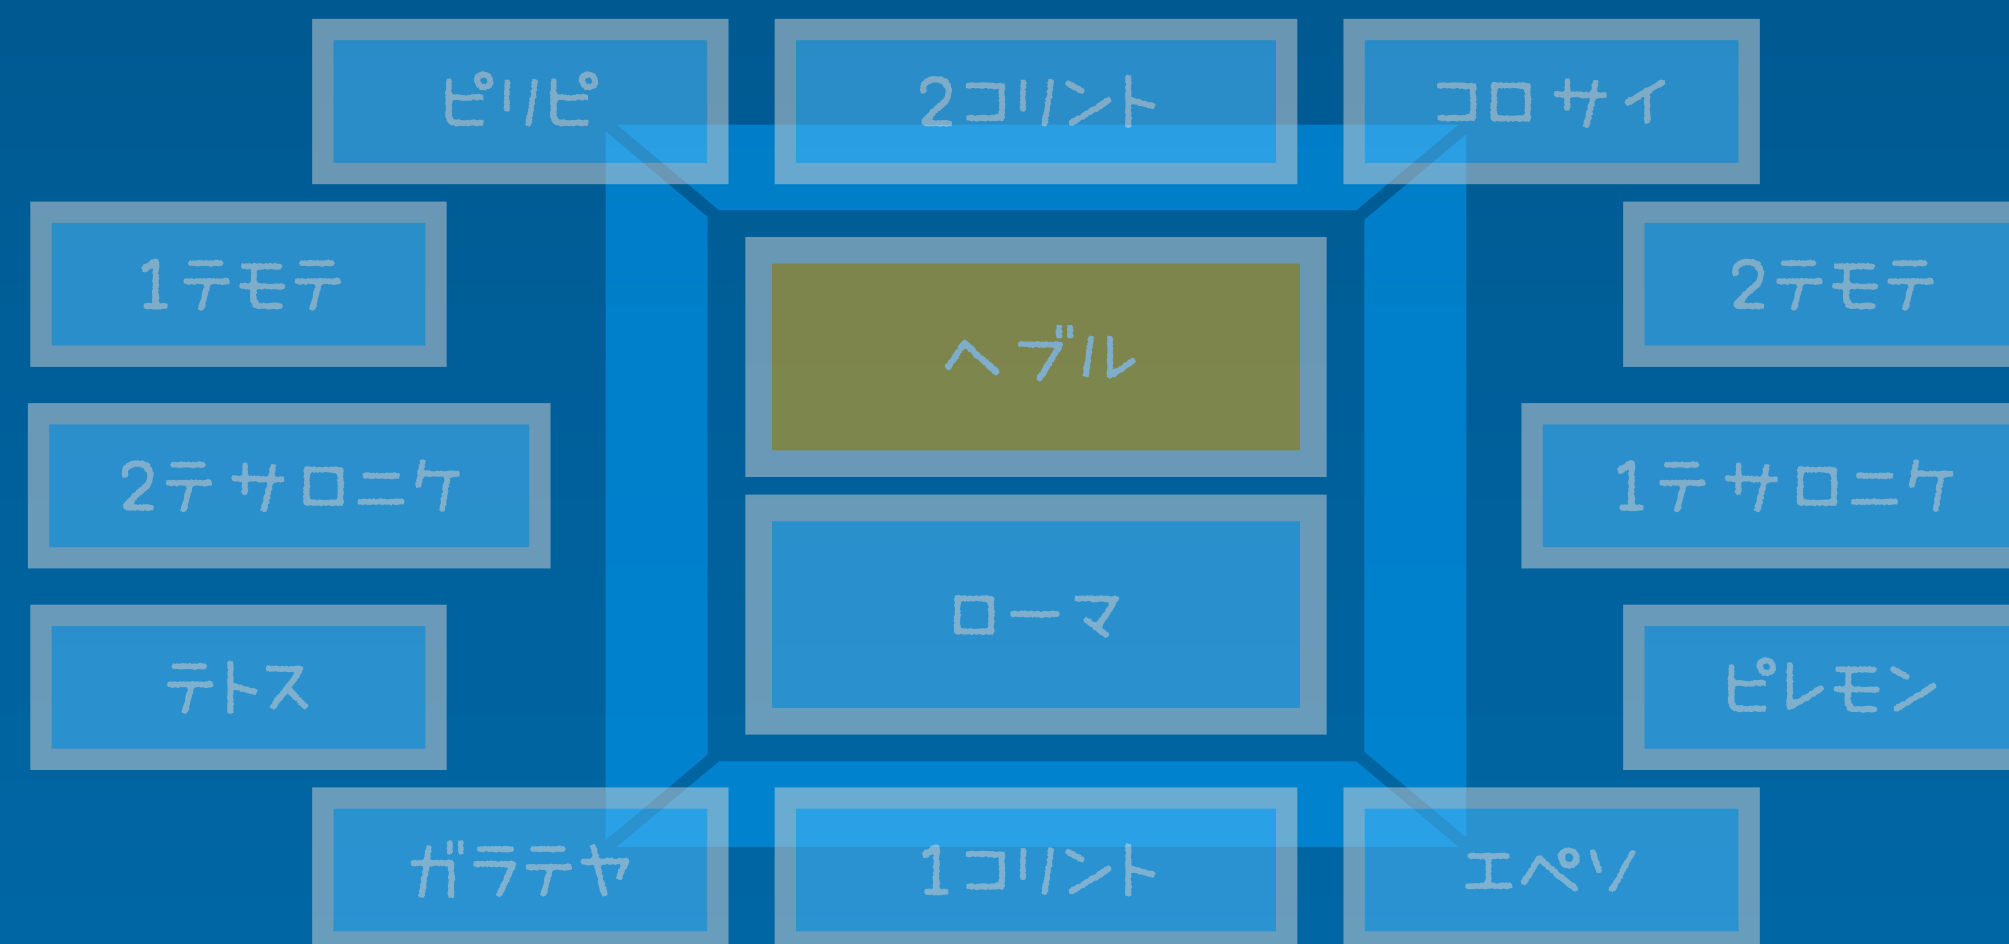 ピリピ
2コリント
コロサイ
1テモテ
2テモテ
ヘブル
2テサロニケ
1テサロニケ
ローマ
テトス
ピレモン
ガラテヤ
1コリント
エペソ